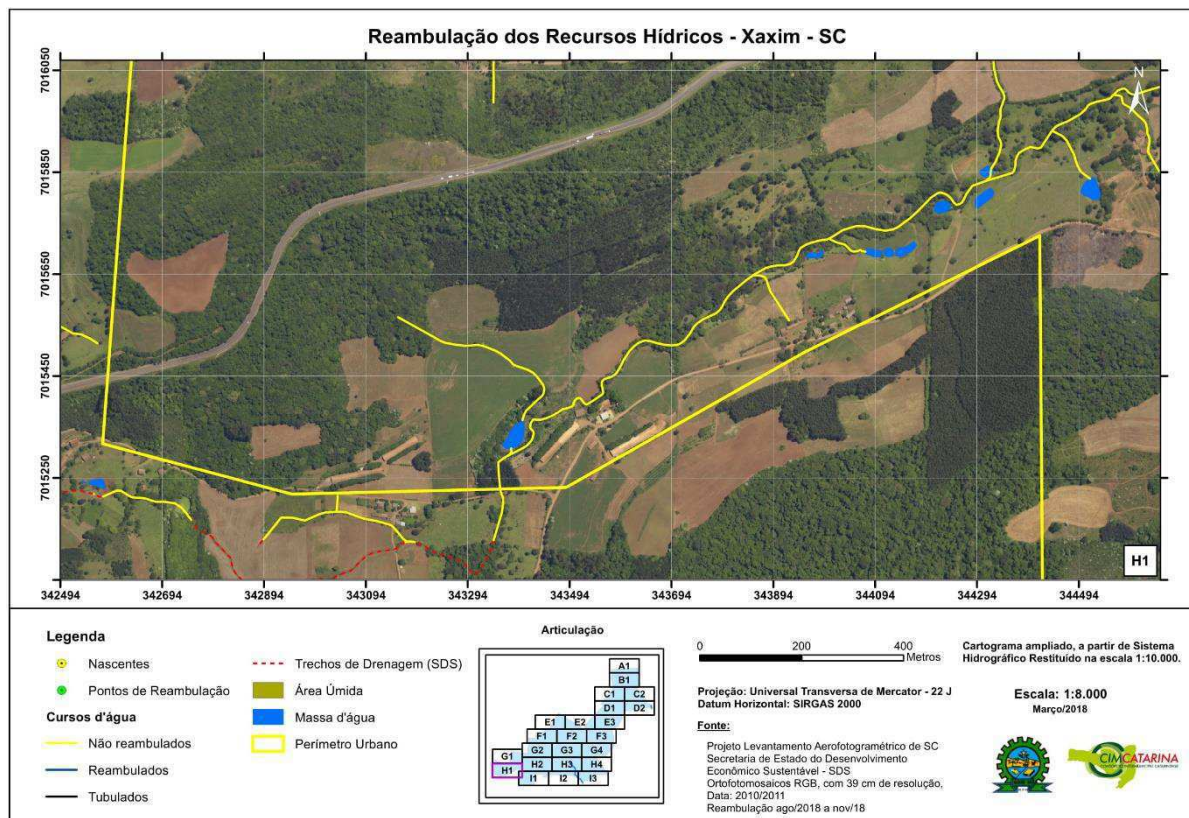 Reambulação dos Recursos Hídricos - Xaxim - SC
7016050
7015850
7015650
7015450
7015250
N
H1
342494 342694 342894 343094 343294 343494 343694 343894 344094 344294 344494
Legenda
Nascentes
Pontos de Reambulação
Cursos d'água
Não reambulados
Reambulados
Tubulados
Trechos de Drenagem (SDS)
Área Úmida
Massa d'água
Perímetro Urbano
Articulação
A1
B1
C1 C2
D1 D2
E1 E2 E3
F1 F2 F3
G1 G2 G3 G4
H1 H2 H3 H4
I1 I2 I3
0 200 400
Metros
Projeção: Universal Transversa de Mercator - 22 J
Datum Horizontal: SIRGAS 2000
Fonte:
Projeto Levantamento Aerofotogramétrico de SC
Secretaria de Estado do Desenvolvimento
Econômico Sustentável - SDS
Ortofotomosaicos RGB, com 39 cm de resolução,
Data: 2010/2011
Reambulação ago/2018 a nov/18
Cartograma ampliado, a partir de Sistema
Hidrográfico Restituído na escala 1:10.000.
Escala: 1:8.000
Março/2018
CIMCATARINA